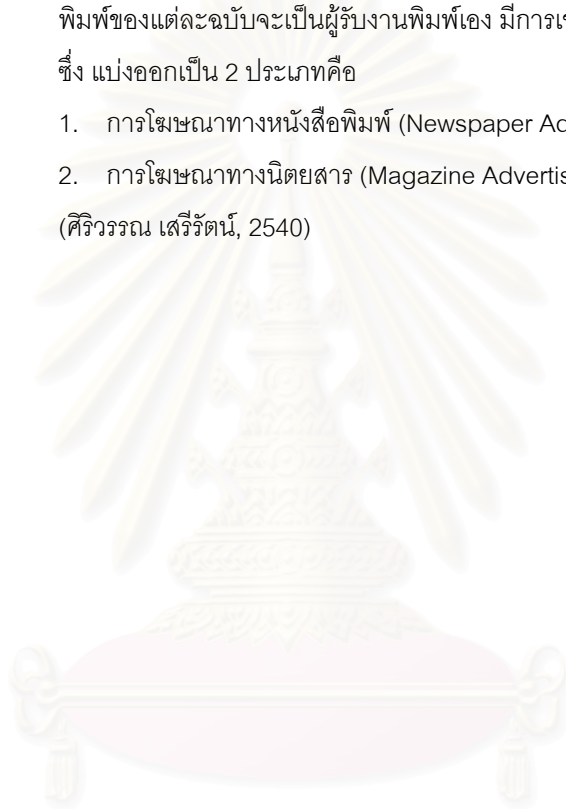 พิมพ์ของแต่ละฉบับจะเป็นผู้รับงานพิมพ์เอง มีการ
ซึ่ง แบ่งออกเป็น 2 ประเภทคือ
1. การโฆษณาทางหนังสือพิมพ์ (Newspaper
2. การโฆษณาทางนิตยสาร (Magazine
(ศิริวรรณ เสรีรัตน์, 2540)